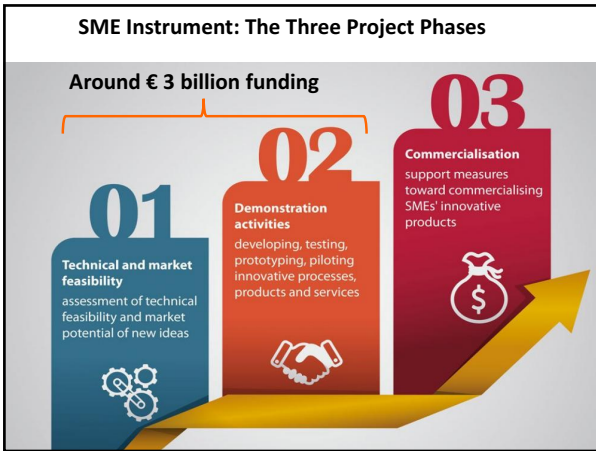 SME Instrument: The Three Project Phases
Around € 3 billion funding
01
Technical and market
feasibility
assessment of technical
feasibility and market
potential of new ideas
02
Demonstration
activities
developing, testing,
prototyping, piloting
innovative processes,
products and services
03
Commercialisation
support measures
toward commercialising
SMEs' innovative
products
$